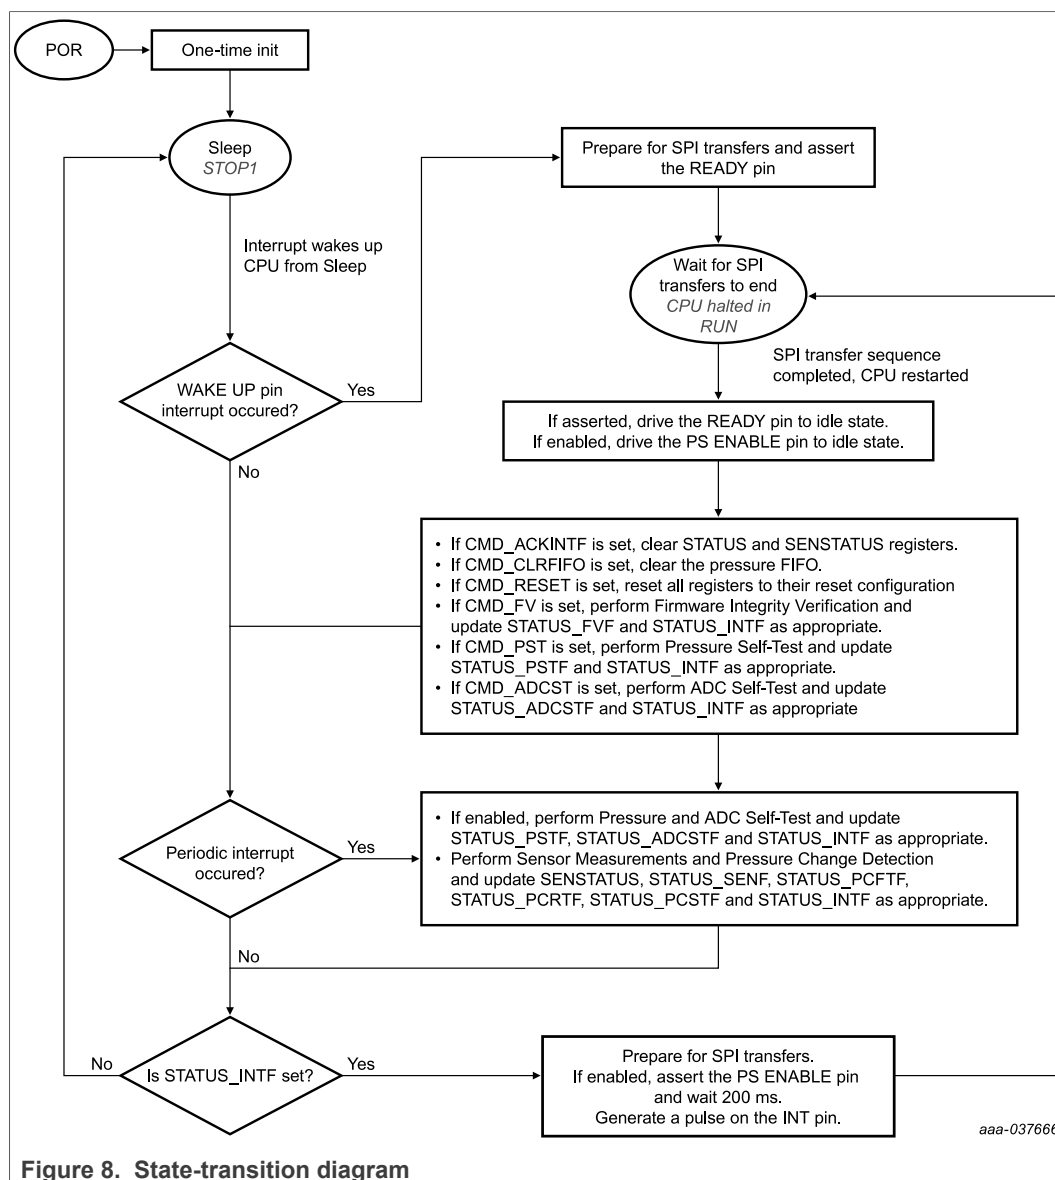 POR
One-time init
Sleep
STOP1
Interrupt wakes up
CPU from Sleep
WAKE UP pin
interrupt occured?
Yes
No
Prepare for SPI transfers and assert
the READY pin
Wait for SPI
transfers to end
CPU halted in
RUN
SPI transfer sequence
completed, CPU restarted
If asserted, drive the READY pin to idle state.
If enabled, drive the PS ENABLE pin to idle state.
• If CMD_ACKINTF is set, clear STATUS and SENSTATUS registers.
• If CMD_CLRFIFO is set, clear the pressure FIFO.
• If CMD_RESET is set, reset all registers to their reset configuration
• If CMD_FV is set, perform Firmware Integrity Verification and
update STATUS_FVF and STATUS_INTF as appropriate.
• If CMD_PST is set, perform Pressure Self-Test and update
STATUS_PSTF and STATUS_INTF as appropriate.
• If CMD_ADCST is set, perform ADC Self-Test and update
STATUS_ADCSTF and STATUS_INTF as appropriate
Periodic interrupt
occured?
Yes
No
• If enabled, perform Pressure and ADC Self-Test and update
STATUS_PSTF, STATUS_ADCSTF and STATUS_INTF as appropriate.
• Perform Sensor Measurements and Pressure Change Detection
and update SENSTATUS, STATUS_SENF, STATUS_PCFTF,
STATUS_PCRTF, STATUS_PCSTF and STATUS_INTF as appropriate.
No
Is STATUS_INTF set?
Yes
Prepare for SPI transfers.
If enabled, assert the PS ENABLE pin
and wait 200 ms.
Generate a pulse on the INT pin.
aaa-037666
Figure 8. State-transition diagram